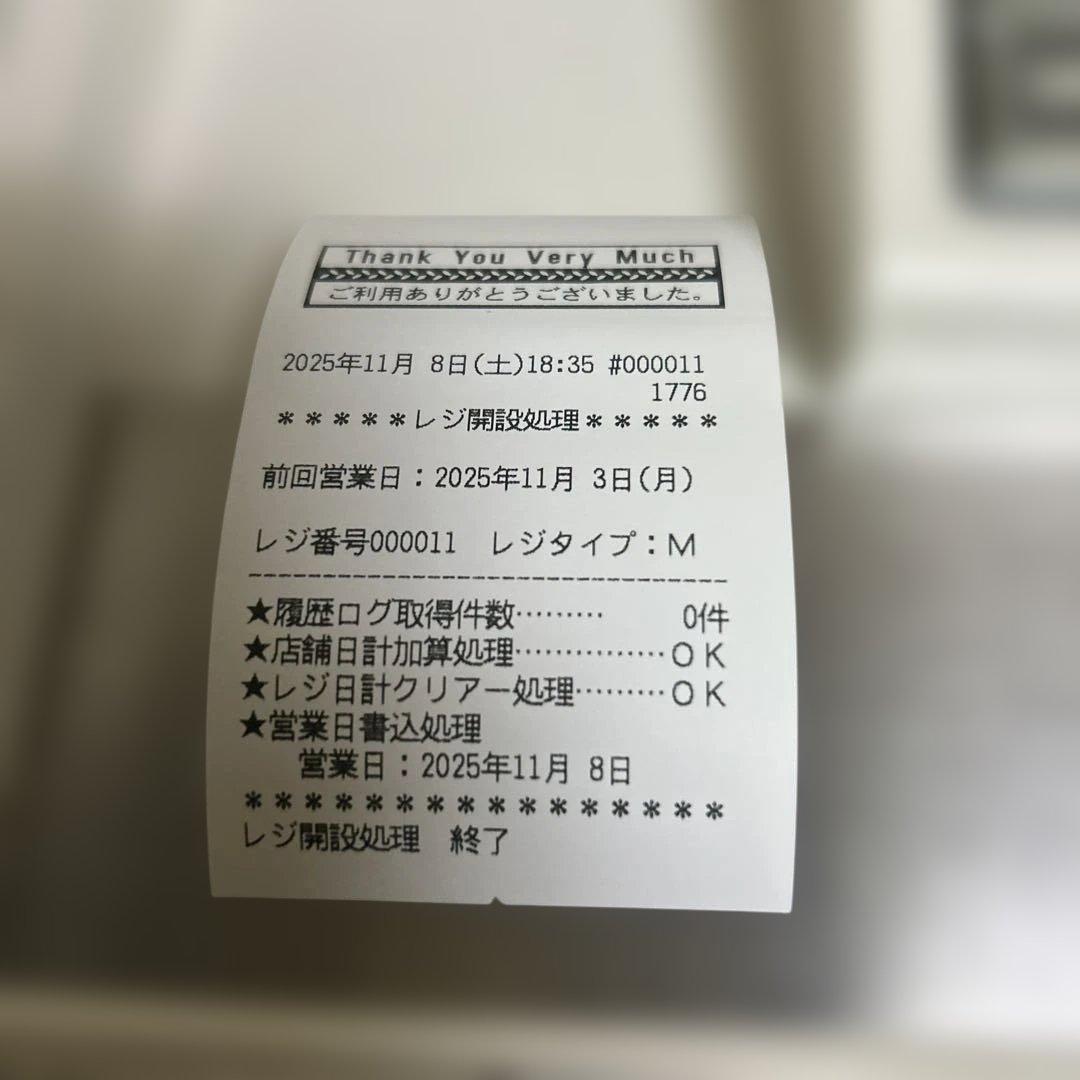 Thank You Very Much
ご利用ありがとうございました。
2025年11月 8日(土)18:35 #000011
1776
＊＊＊＊＊レジ開設処理＊＊＊＊＊
前回営業日：2025年11月 3日(月)
レジ番号000011　レジタイプ：M
--------------------------------
★履歴ログ取得件数………　　0件
★店舗日計加算処理……………ＯＫ
★レジ日計クリアー処理………ＯＫ
★営業日書込処理
営業日：2025年11月 8日
＊＊＊＊＊＊＊＊＊＊＊＊＊＊＊＊
レジ開設処理　終了